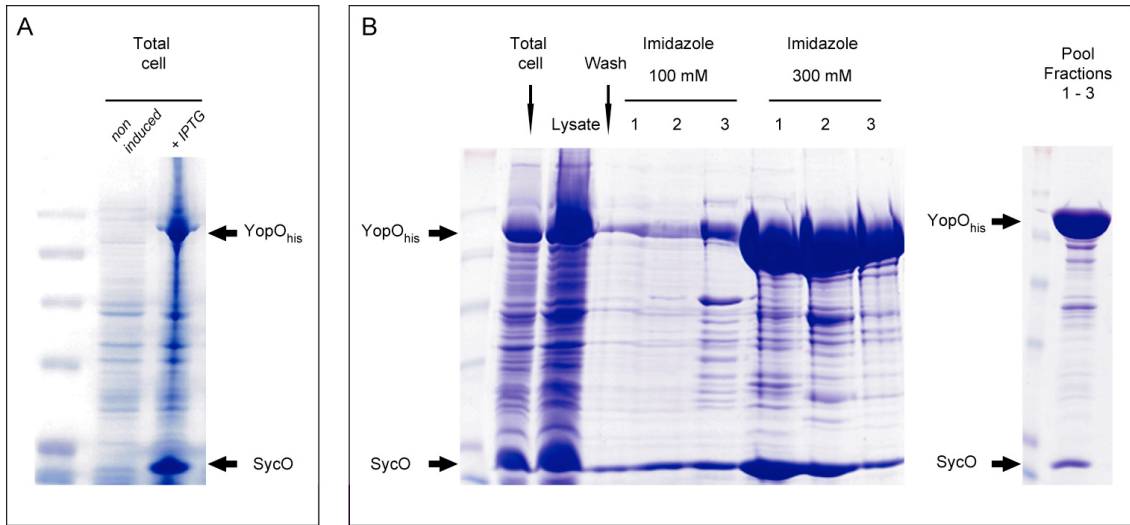 A
Total
cell
non
induced
+ IPTG
YopOhis
SycO
B
Total
cell
Lysate
Wash
Imidazole
100 mM
1 2 3
Imidazole
300 mM
1 2 3
YopOhis
SycO
Pool
Fractions
1 - 3
YopOhis
SycO